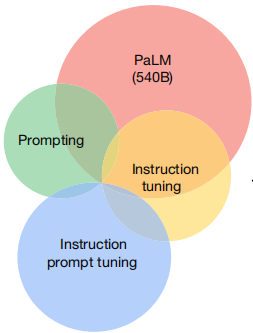 PaLM
(540B)
Prompting
Instruction
tuning
Instruction
prompt tuning